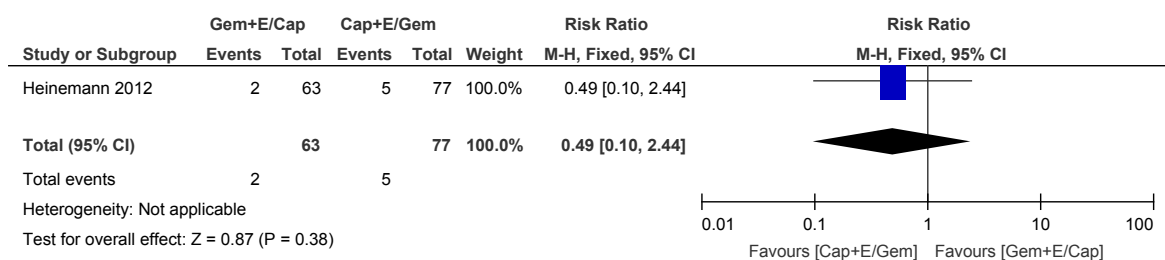 Gem+E/Cap Cap+E/Gem Risk Ratio Risk Ratio
Study or Subgroup Events Total Events Total Weight M-H, Fixed, 95% CI M-H, Fixed, 95% CI
Heinemann 2012 2 63 5 77 100.0% 0.49 [0.10, 2.44]
Total (95% CI) 63 77 100.0% 0.49 [0.10, 2.44]
Total events 2 5
Heterogeneity: Not applicable
Test for overall effect: Z = 0.87 (P = 0.38)
0.01 0.1 1 10 100
Favours [Cap+E/Gem] Favours [Gem+E/Cap]